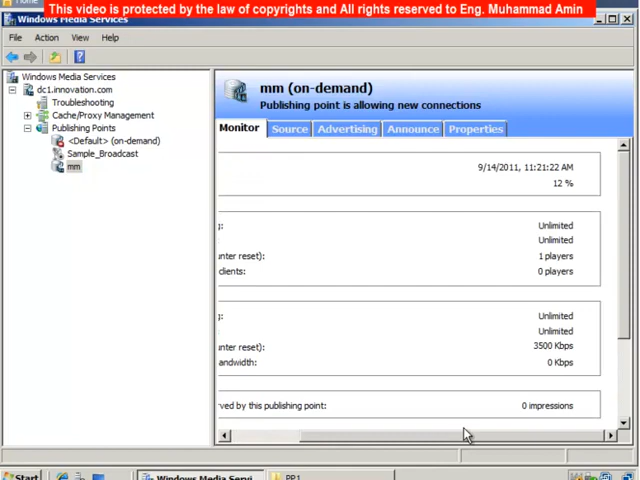 Home
This video is protected by the law of copyrights and All rights reserved to Eng. Muhammad Amin
Windows Media Services
File Action View Help
Windows Media Services
dc1.innovation.com
Troubleshooting
Cache/Proxy Management
Publishing Points
<Default> (on-demand)
Sample_Broadcast
mm
mm (on-demand)
Publishing point is allowing new connections
Monitor Source Advertising Announce Properties
9/14/2011, 11:21:22 AM
12 %
g: Unlimited
: Unlimited
unter reset): 1 players
clients: 0 players
g: Unlimited
: Unlimited
unter reset): 3500 Kbps
andwidth: 0 Kbps
ved by this publishing point: 0 impressions
Start Windows Media Servi... PP1